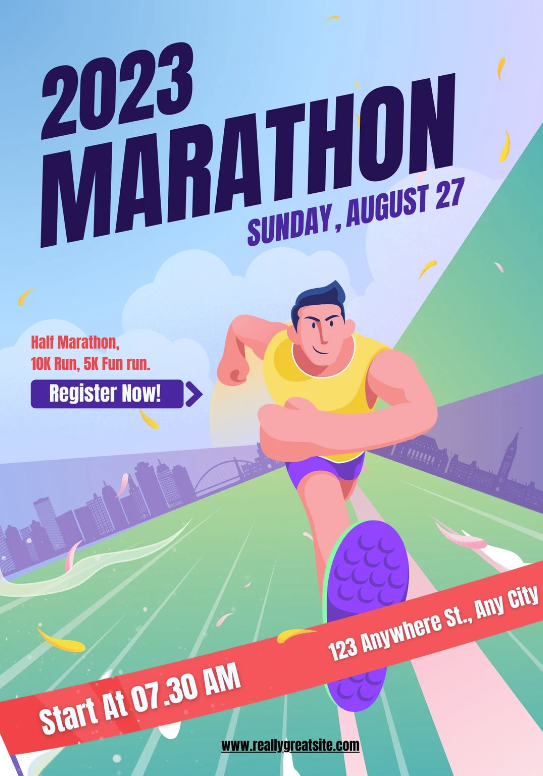 2023
MARATHON
SUNDAY, AUGUST 27
Half Marathon,
10K Run, 5K Fun run.
Register Now!
123 Anywhere St., Any City
Start At 07.30 AM
www.reallygreatsite.com